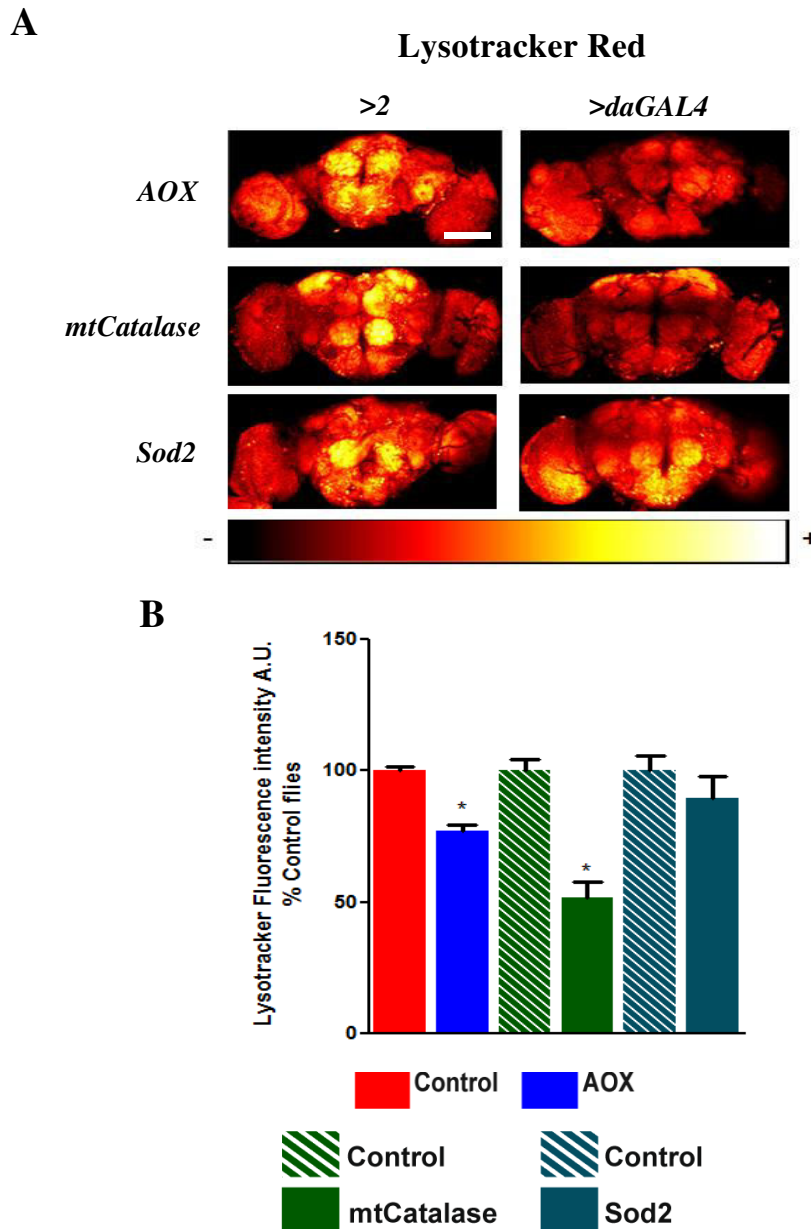 A
Lysotracker Red
>2 >daGAL4
AOX
mtCatalase
Sod2
- +
B
Lysotracker Fluorescence intensity A.U.
% Control flies
150
100
50
0
*
*
Control AOX
Control Control
mtCatalase Sod2